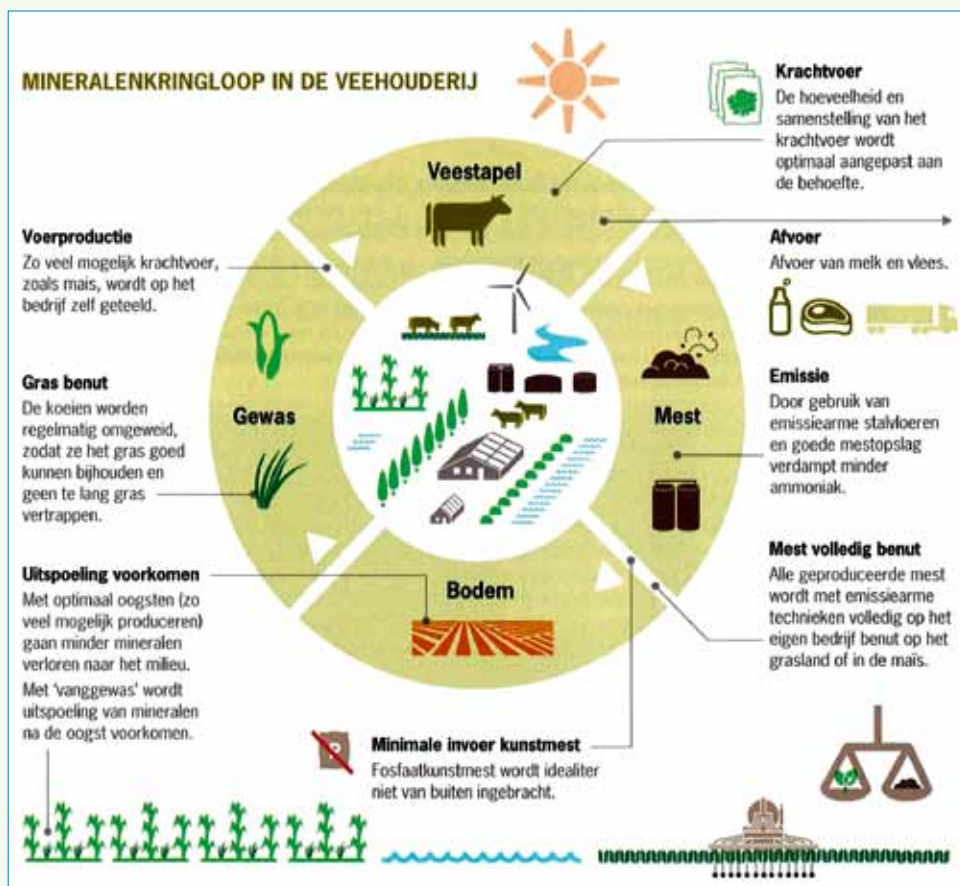 MINERALENKRINGLOOP IN DE VEEHOUDERIJ
Krachtvoer
De hoeveelheid en
samenstelling van het
krachtvoer wordt
optimaal aangepast aan
de behoefte.
Veestapel
Voerproductie
Zo veel mogelijk krachtvoer,
zoals mais, wordt op het
bedrijf zelf geteeld.
Afvoer
Afvoer van melk en vlees.
Gras benut
De koeien worden
regelmatig omgeweid,
zodat ze het gras goed
kunnen bijhouden en
geen te lang gras
vertrappen.
Gewas
Mest
Emissie
Door gebruik van
emissiearme stalvloeren
en goede mestopslag
verdampt minder
ammoniak.
Uitspoeling voorkomen
Met optimaal oogsten (zo
veel mogelijk produceren)
gaan minder mineralen
verloren naar het milieu.
Met 'vanggewas' wordt
uitspoeling van mineralen
na de oogst voorkomen.
Bodem
Mest volledig benut
Alle geproduceerde mest
wordt met emissiearme
technieken volledig op het
eigen bedrijf benut op het
grasland of in de maïs.
P
Minimale invoer kunstmest
Fosfaatkunstmest wordt idealiter
niet van buiten ingebracht.